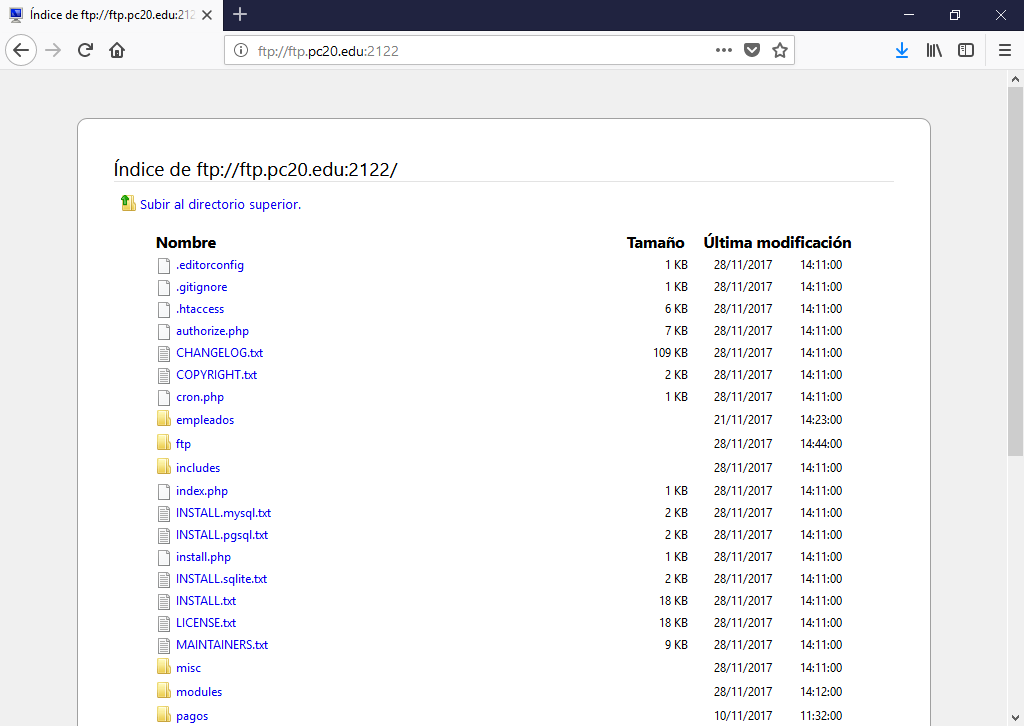 Índice de ftp://ftp.pc20.edu:212
ftp://ftp.pc20.edu:2122
Índice de ftp://ftp.pc20.edu:2122/
Subir al directorio superior.
Nombre Tamaño Última modificación
.editorconfig 1 KB 28/11/2017 14:11:00
.gitignore 1 KB 28/11/2017 14:11:00
.htaccess 6 KB 28/11/2017 14:11:00
authorize.php 7 KB 28/11/2017 14:11:00
CHANGELOG.txt 109 KB 28/11/2017 14:11:00
COPYRIGHT.txt 2 KB 28/11/2017 14:11:00
cron.php 1 KB 28/11/2017 14:11:00
empleados 21/11/2017 14:23:00
ftp 28/11/2017 14:44:00
includes 28/11/2017 14:11:00
index.php 1 KB 28/11/2017 14:11:00
INSTALL.mysql.txt 2 KB 28/11/2017 14:11:00
INSTALL.pgsql.txt 2 KB 28/11/2017 14:11:00
install.php 1 KB 28/11/2017 14:11:00
INSTALL.sqlite.txt 2 KB 28/11/2017 14:11:00
INSTALL.txt 18 KB 28/11/2017 14:11:00
LICENSE.txt 18 KB 28/11/2017 14:11:00
MAINTAINERS.txt 9 KB 28/11/2017 14:11:00
misc 28/11/2017 14:11:00
modules 28/11/2017 14:12:00
pagos 10/11/2017 11:32:00